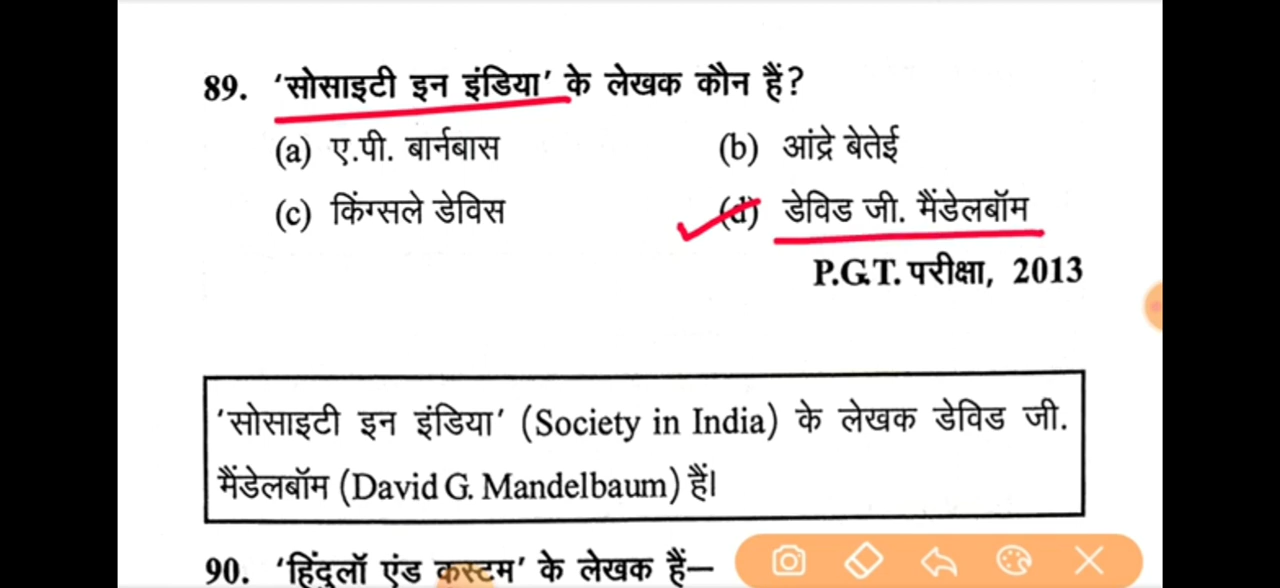 89. ‘सोसाइटी इन इंडिया’ के लेखक कौन हैं?
(a) ए.पी. बार्नबास (b) आंद्रे बेतेई
(c) किंग्सले डेविस (d) डेविड जी. मैंडेलबॉम
P.G.T. परीक्षा, 2013
‘सोसाइटी इन इंडिया’ (Society in India) के लेखक डेविड जी.
मैंडेलबॉम (David G. Mandelbaum) हैं।
90. ‘हिंदुलॉ एंड कस्टम’ के लेखक हैं–